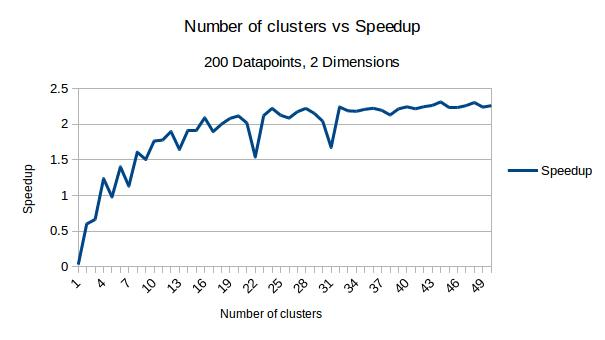 Number of clusters vs Speedup
200 Datapoints, 2 Dimensions
2.5
2
1.5
1
0.5
0
Speedup
1 4 7 10 13 16 19 22 25 28 31 34 37 40 43 46 49
Number of clusters
Speedup